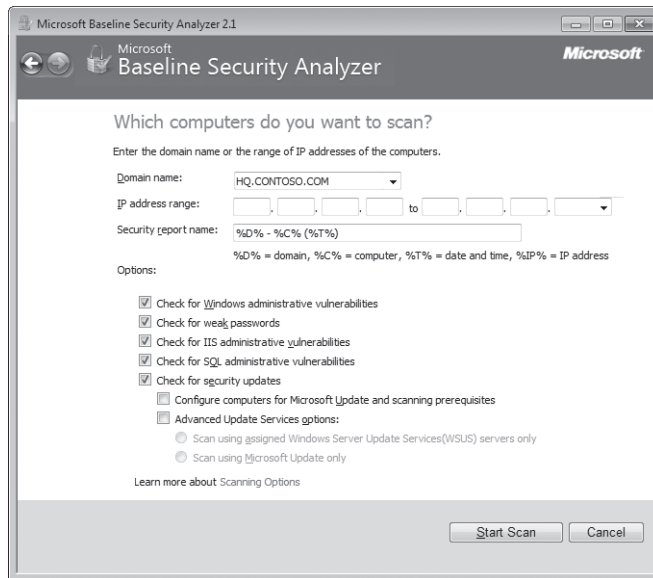 Microsoft Baseline Security Analyzer 2.1
Microsoft
Baseline Security Analyzer
Microsoft
Which computers do you want to scan?
Enter the domain name or the range of IP addresses of the computers.
Domain name: HQ.CONTOSO.COM
IP address range: . . . to . . .
Security report name: %D% - %C% (%T%)
%D% = domain, %C% = computer, %T% = date and time, %IP% = IP address
Options:
Check for Windows administrative vulnerabilities
Check for weak passwords
Check for IIS administrative vulnerabilities
Check for SQL administrative vulnerabilities
Check for security updates
Configure computers for Microsoft Update and scanning prerequisites
Advanced Update Services options:
Scan using assigned Windows Server Update Services(WSUS) servers only
Scan using Microsoft Update only
Learn more about Scanning Options
Start Scan Cancel